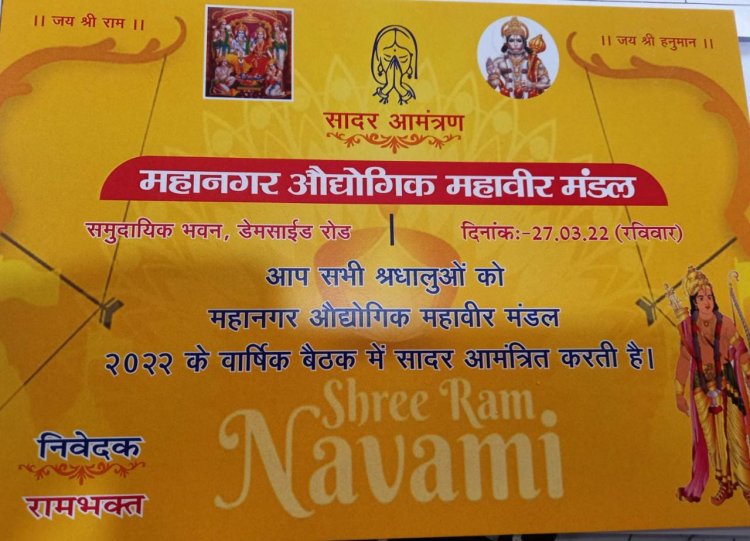 ।। जय श्री राम ।।
।। जय श्री हनुमान ।।
सादर आमंत्रण
महानगर औद्योगिक महावीर मंडल
समुदायिक भवन, डेमसाईड रोड | दिनांक:-27.03.22 (रविवार)
आप सभी श्रधालुओं को
महानगर औद्योगिक महावीर मंडल
२०२२ के वार्षिक बैठक में सादर आमंत्रित करती है।
Shree Ram
Navami
निवेदक
रामभक्त